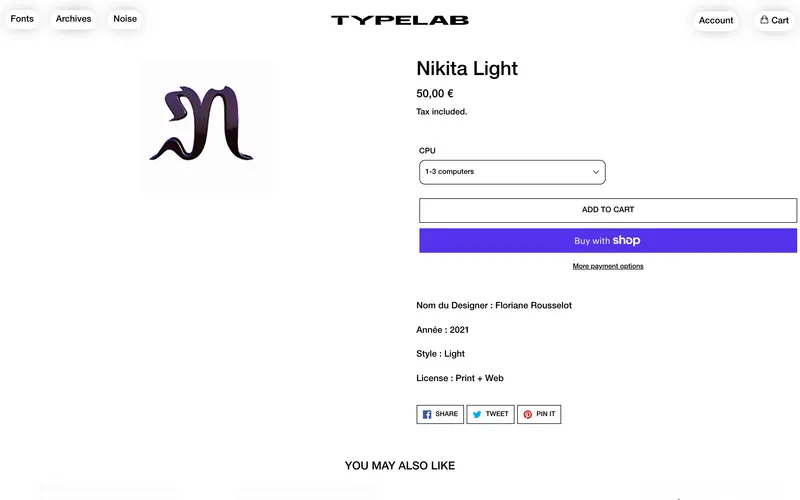 Fonts
Archives
Noise
TYPELAB
Account
Cart
Nikita Light
50,00 €
Tax included.
CPU
1-3 computers
ADD TO CART
Buy with shop
More payment options
Nom du Designer : Floriane Rousselot
Année : 2021
Style : Light
License : Print + Web
SHARE
TWEET
PIN IT
YOU MAY ALSO LIKE